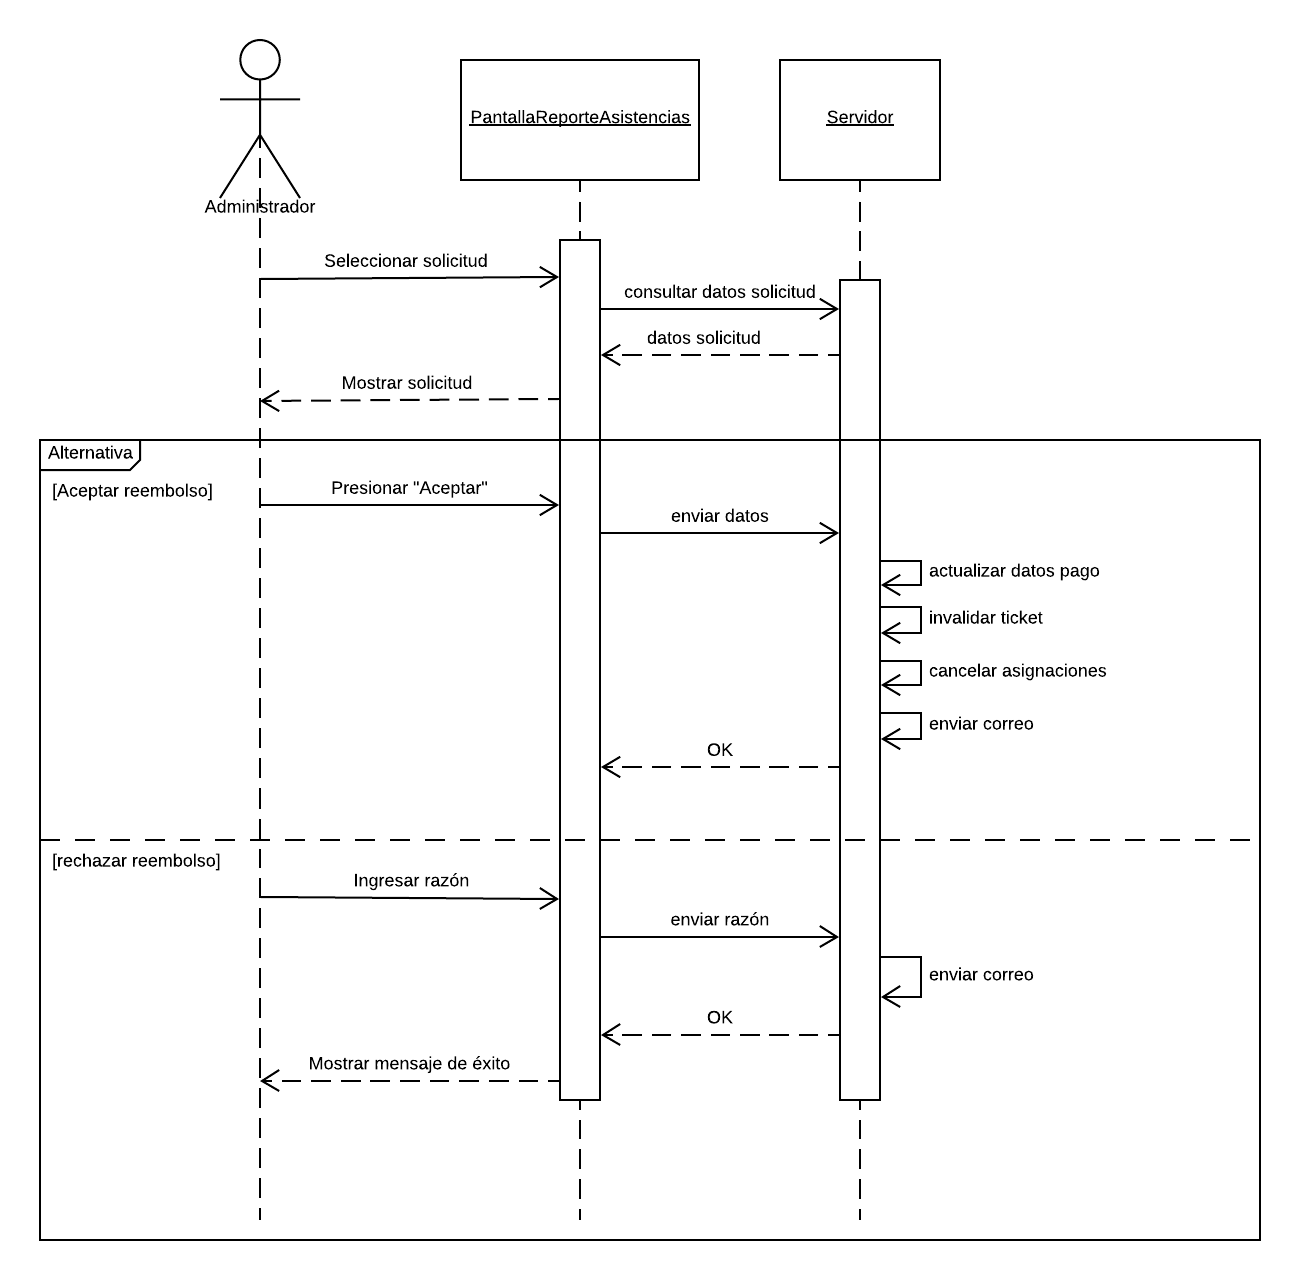 PantallaReporteAsistencias
Servidor
Administrador
Seleccionar solicitud
consultar datos solicitud
datos solicitud
Mostrar solicitud
Alternativa
[Aceptar reembolso]
Presionar "Aceptar"
enviar datos
actualizar datos pago
invalidar ticket
cancelar asignaciones
enviar correo
OK
[rechazar reembolso]
Ingresar razón
enviar razón
enviar correo
OK
Mostrar mensaje de éxito